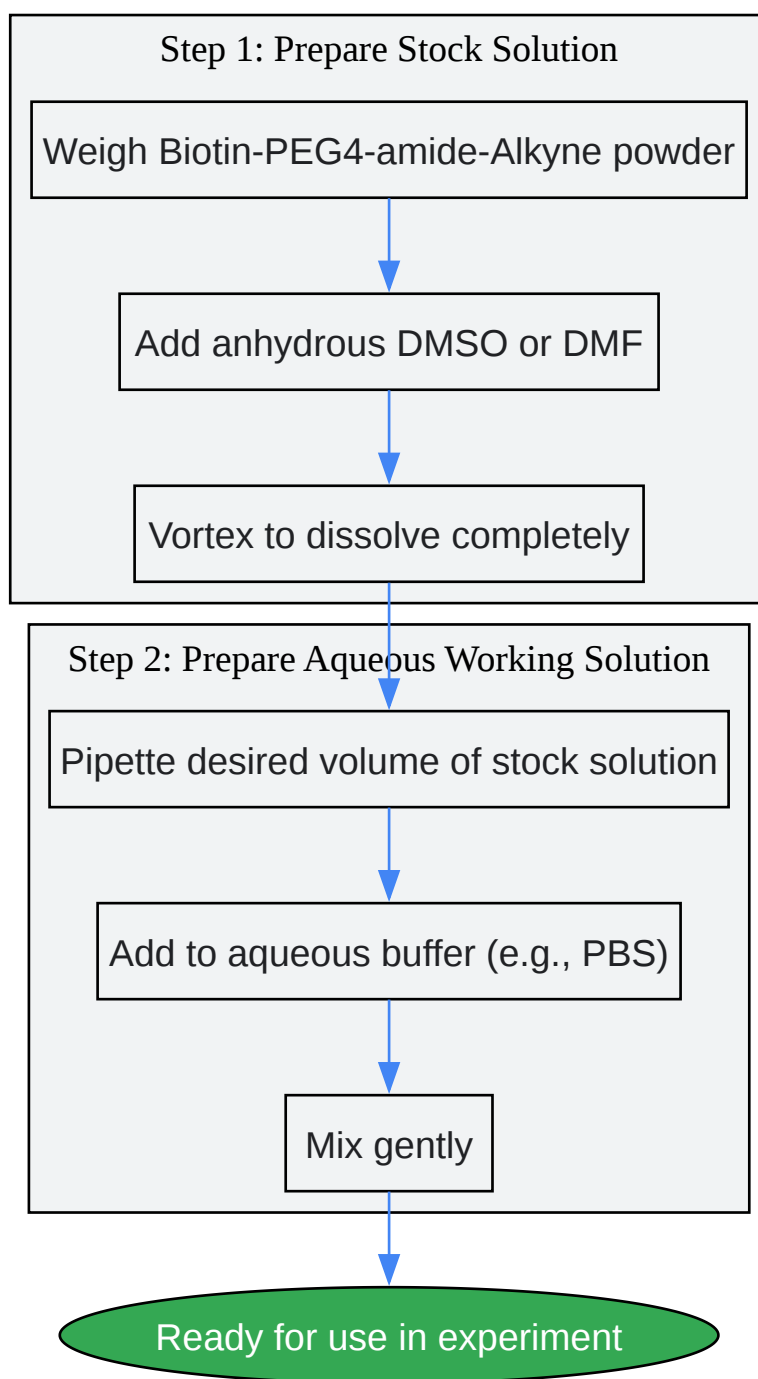 Step 1: Prepare Stock Solution
Weigh Biotin-PEG4-amide-Alkyne powder
Add anhydrous DMSO or DMF
Vortex to dissolve completely
Step 2: Prepare Aqueous Working Solution
Pipette desired volume of stock solution
Add to aqueous buffer (e.g., PBS)
Mix gently
Ready for use in experiment